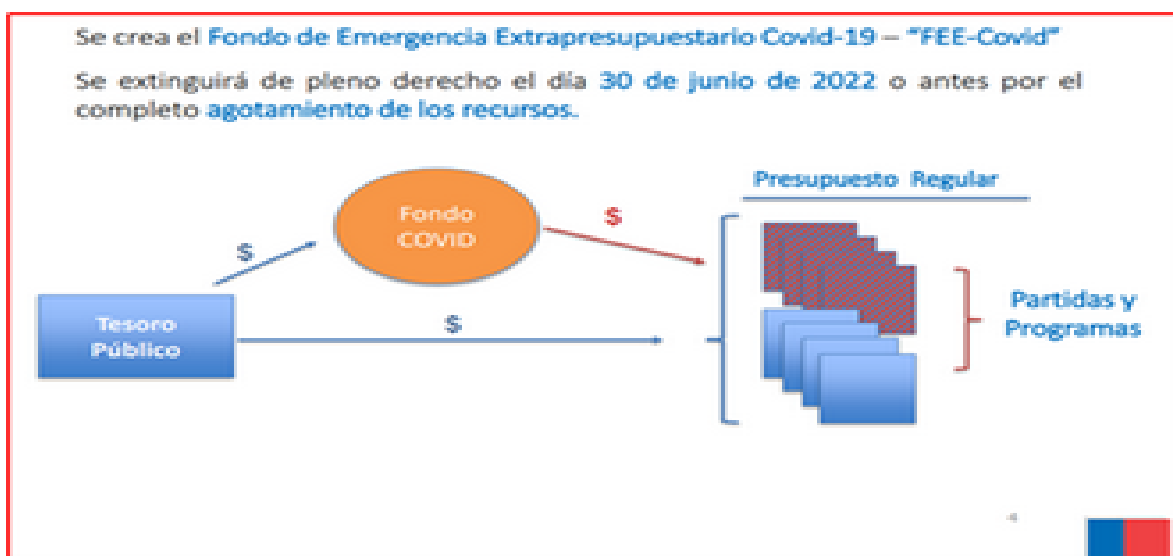 Se crea el Fondo de Emergencia Extrapresupuestario Covid-19 – "FEE-Covid"
Se extinguirá de pleno derecho el día 30 de junio de 2022 o antes por el
completo agotamiento de los recursos.
Presupuesto Regular
Fondo
COVID
$
$
Tesoro
Público
$
Partidas y
Programas
4